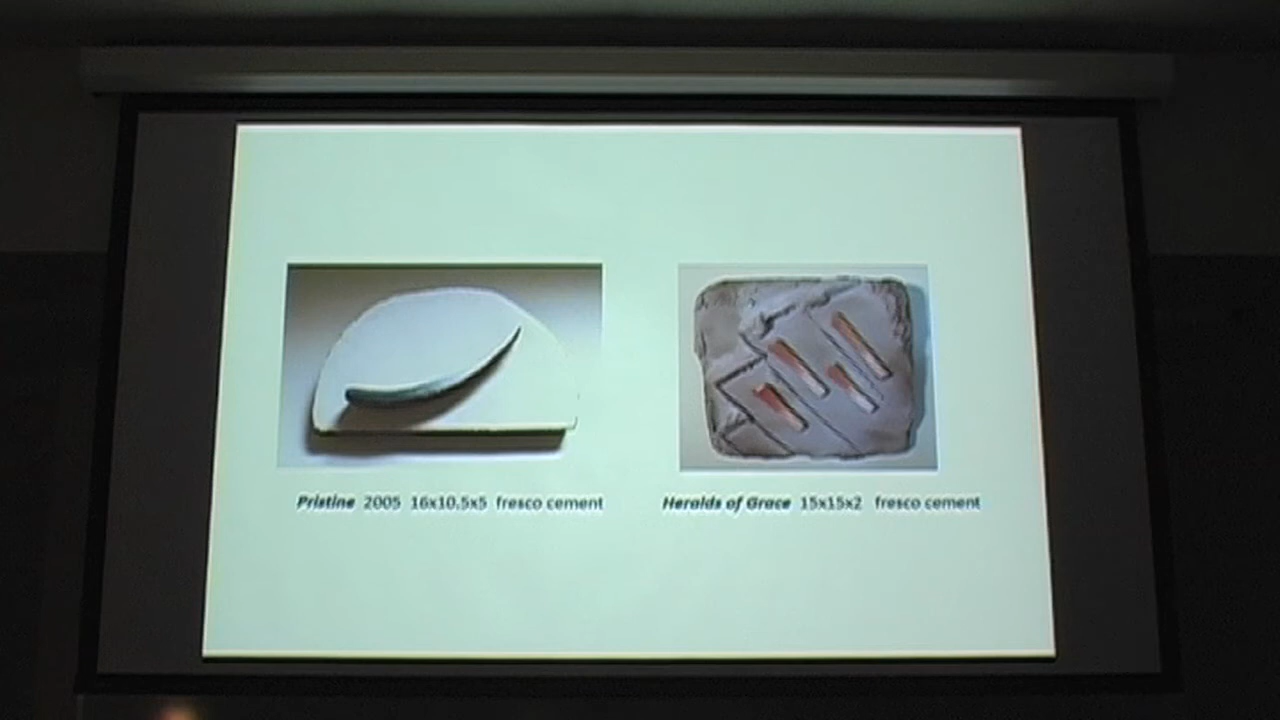 Pristine 2005 16x10.5x5 fresco cement
Heralds of Grace 15x15x2 fresco cement